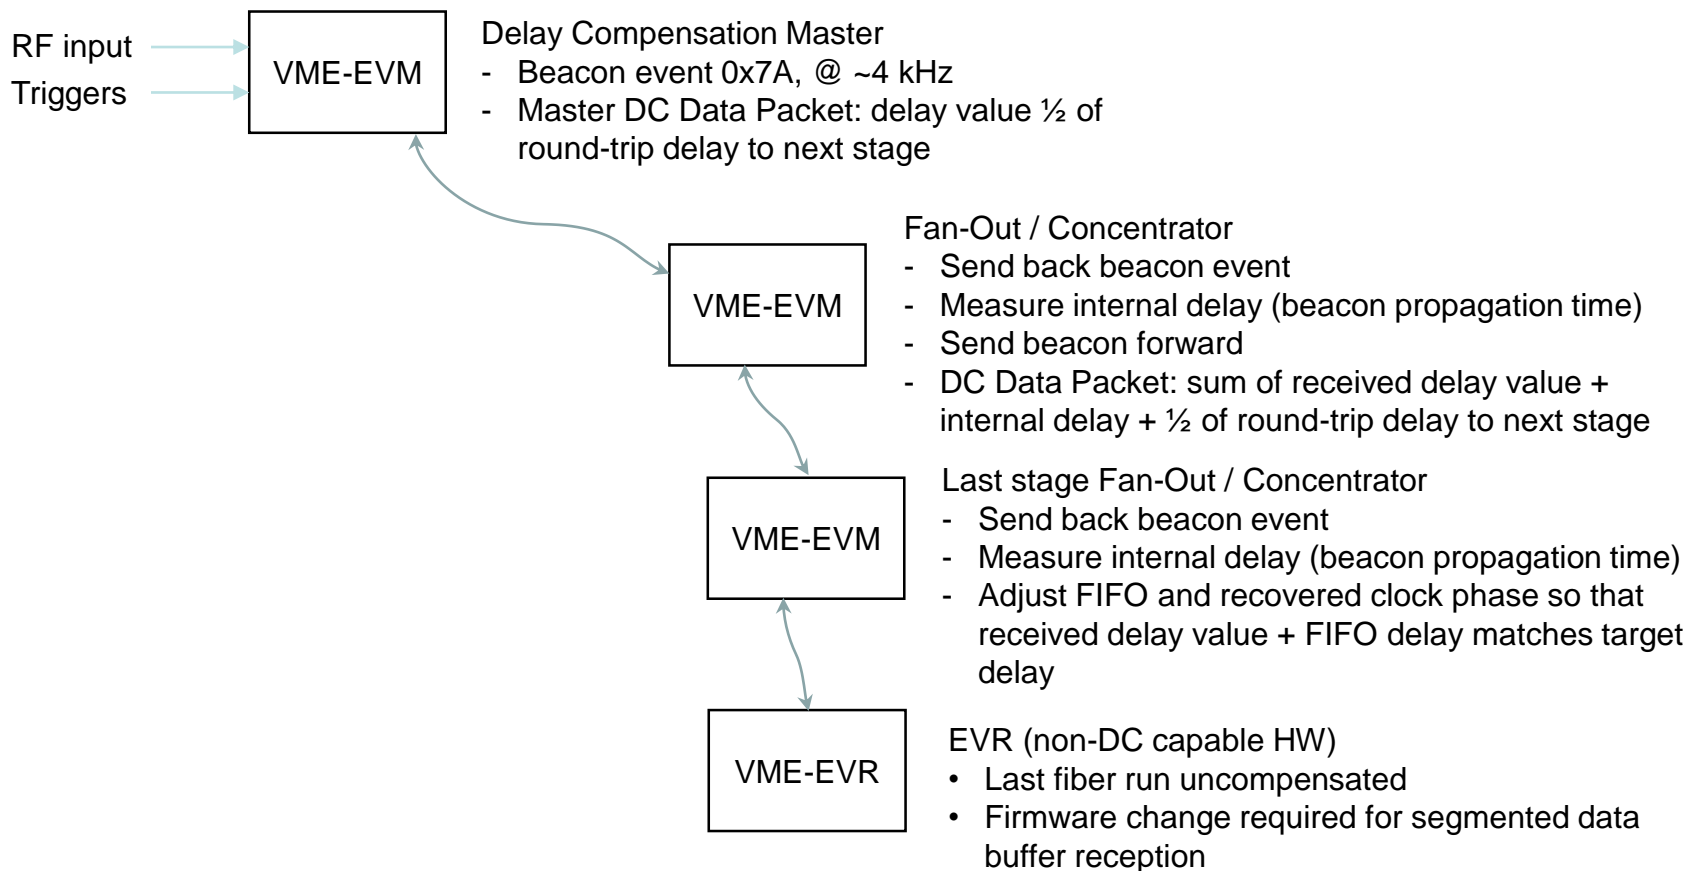 RF input
Triggers
VME-EVM
Delay Compensation Master
- Beacon event 0x7A, @ ~4 kHz
- Master DC Data Packet: delay value ½ of
round-trip delay to next stage
VME-EVM
Fan-Out / Concentrator
- Send back beacon event
- Measure internal delay (beacon propagation time)
- Send beacon forward
- DC Data Packet: sum of received delay value +
internal delay + ½ of round-trip delay to next stage
VME-EVM
Last stage Fan-Out / Concentrator
- Send back beacon event
- Measure internal delay (beacon propagation time)
- Adjust FIFO and recovered clock phase so that
received delay value + FIFO delay matches target
delay
VME-EVR
EVR (non-DC capable HW)
• Last fiber run uncompensated
• Firmware change required for segmented data
buffer reception